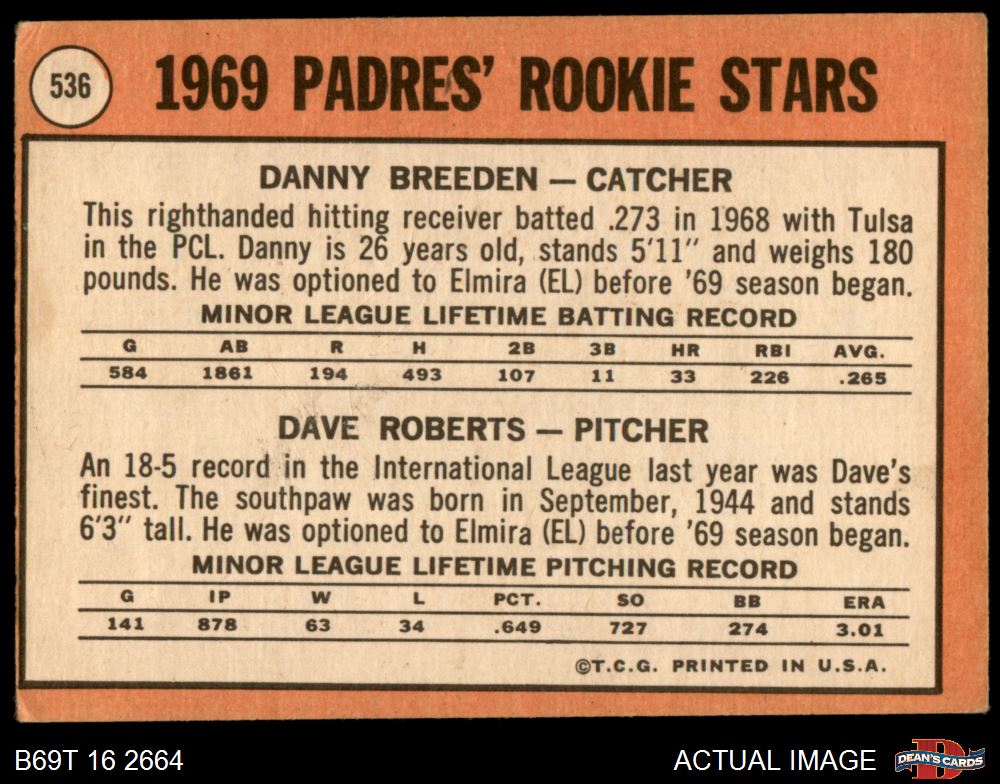 536
1969 PADRES' ROOKIE STARS
DANNY BREEDEN — CATCHER
This righthanded hitting receiver batted .273 in 1968 with Tulsa
in the PCL. Danny is 26 years old, stands 5'11" and weighs 180
pounds. He was optioned to Elmira (EL) before '69 season began.
MINOR LEAGUE LIFETIME BATTING RECORD
G AB R H 2B 3B HR RBI AVG.
584 1861 194 493 107 11 33 226 .265
DAVE ROBERTS — PITCHER
An 18-5 record in the International League last year was Dave's
finest. The southpaw was born in September, 1944 and stands
6'3" tall. He was optioned to Elmira (EL) before '69 season began.
MINOR LEAGUE LIFETIME PITCHING RECORD
G IP W L PCT. SO BB ERA
141 878 63 34 .649 727 274 3.01
©T.C.G. PRINTED IN U.S.A.
B69T 16 2664
ACTUAL IMAGE
D
DEAN'S CARDS